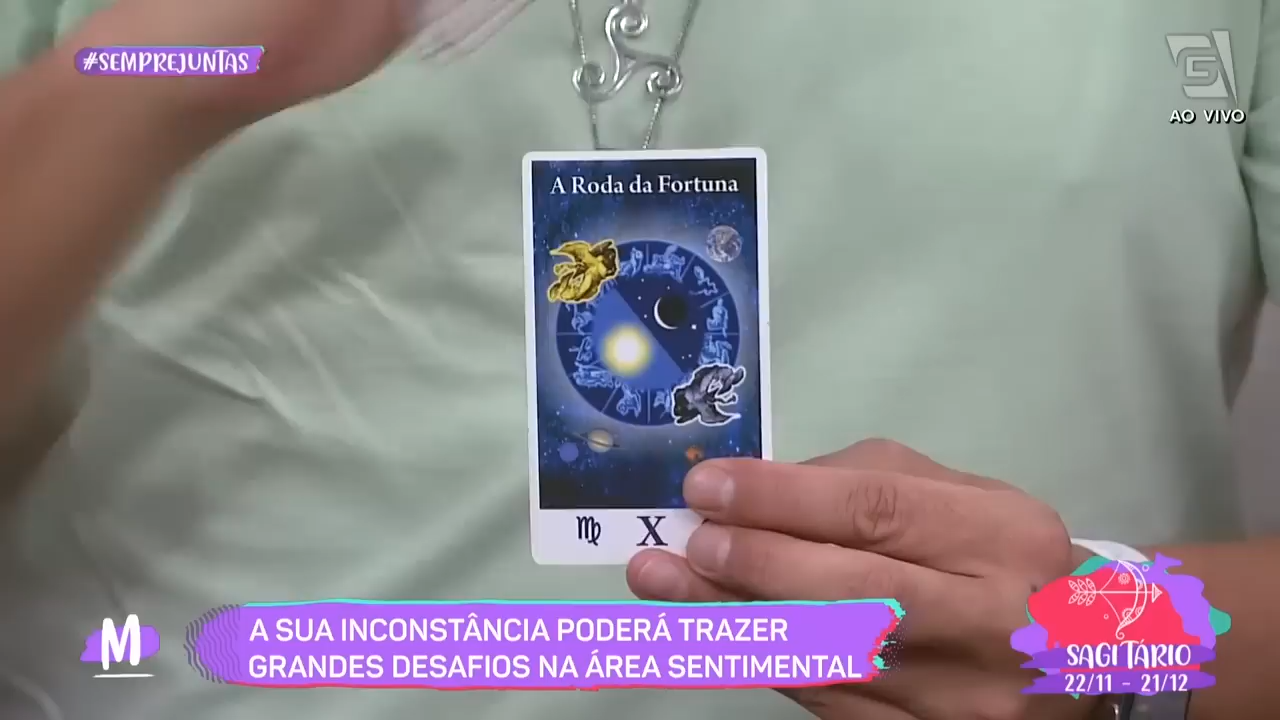 #SEMPREJUNTAS
G
AO VIVO
A Roda da Fortuna
♍ X
M
A SUA INCONSTÂNCIA PODERÁ TRAZER
GRANDES DESAFIOS NA ÁREA SENTIMENTAL
SAGITÁRIO
22/11 - 21/12